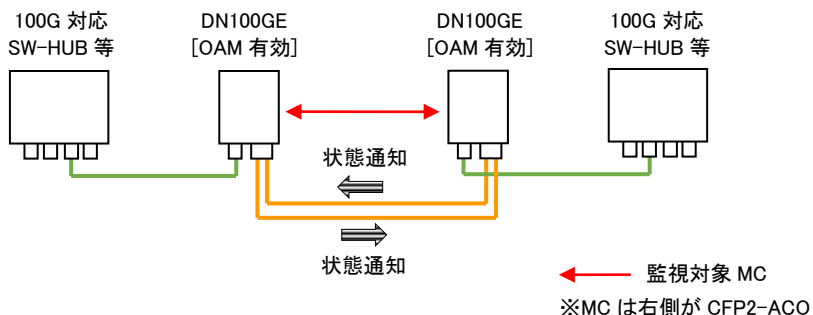 100G 対応
SW-HUB 等
DN100GE
[OAM 有効]
DN100GE
[OAM 有効]
100G 対応
SW-HUB 等
状態通知
状態通知
監視対象 MC
※MC は右側が CFP2-ACO